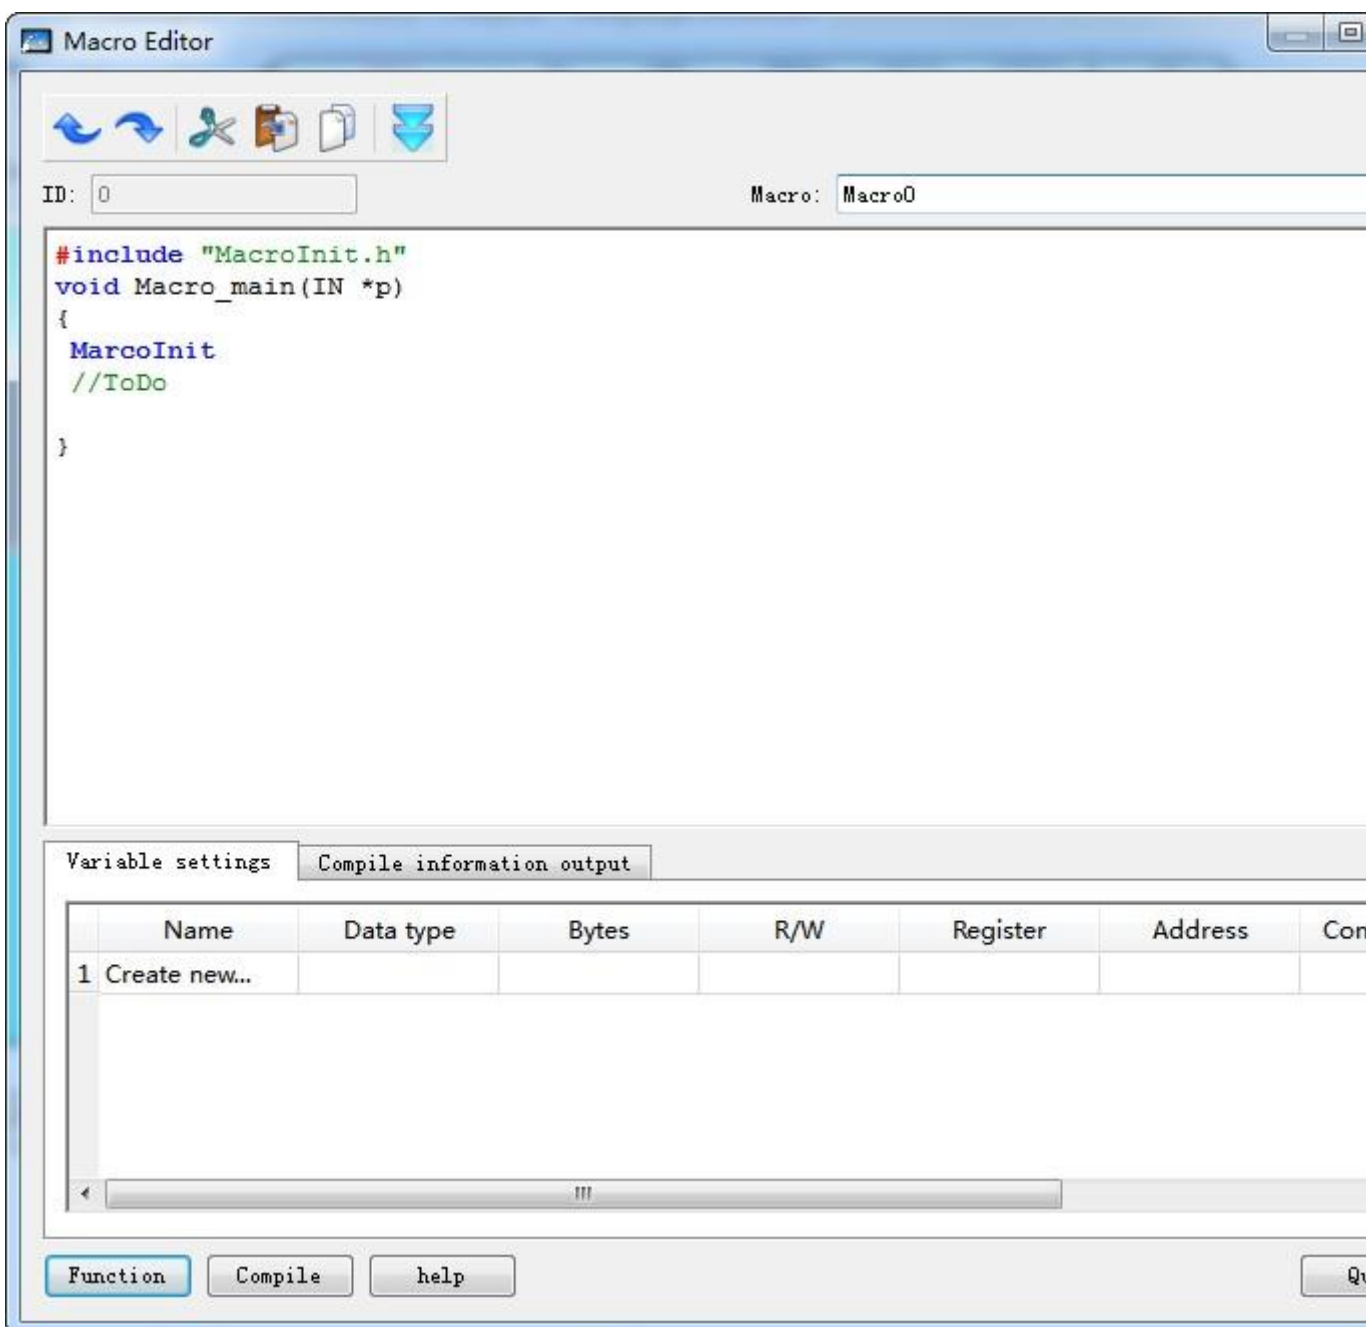 Macro Editor
ID: 0 Macro: Macro0
#include "MacroInit.h"
void Macro_main(IN *p)
{
MarcoInit
//ToDo
}
Variable settings Compile information output
Name Data type Bytes R/W Register Address
1 Create new...
Function Compile help